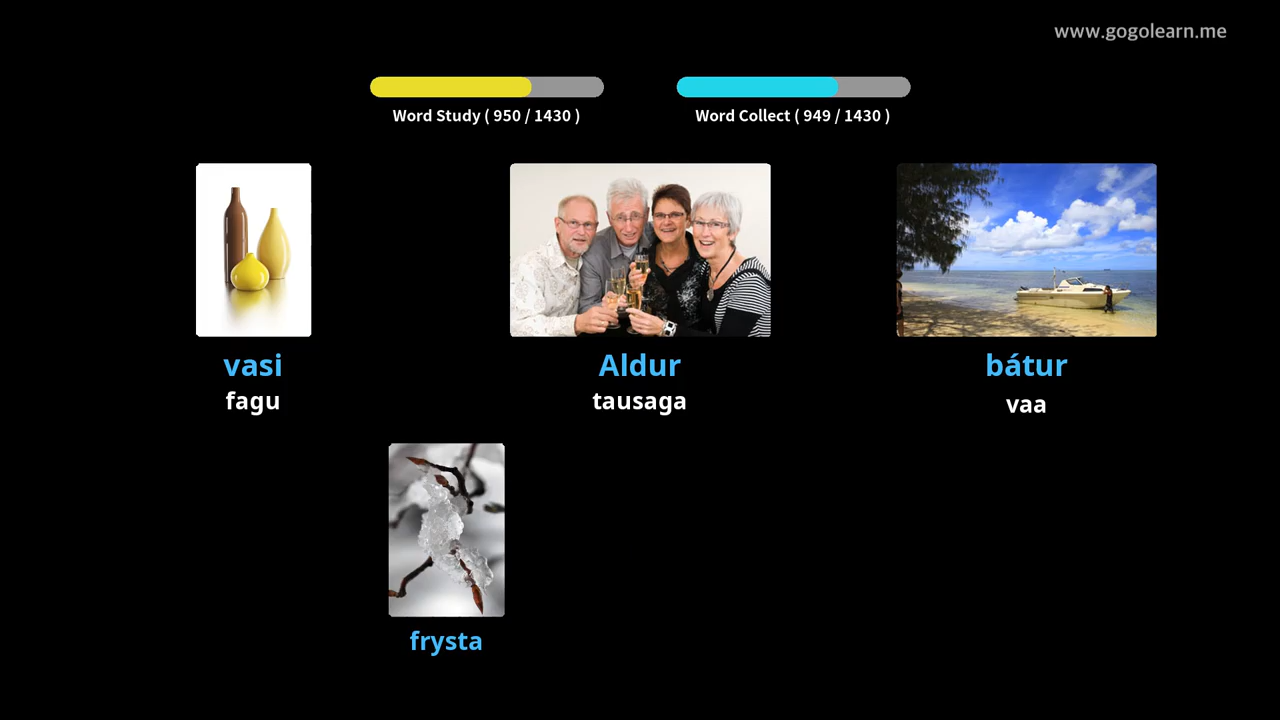 www.gogolearn.me
Word Study ( 950 / 1430 )
Word Collect ( 949 / 1430 )
vasi
fagu
Aldur
tausaga
bátur
vaa
frysta